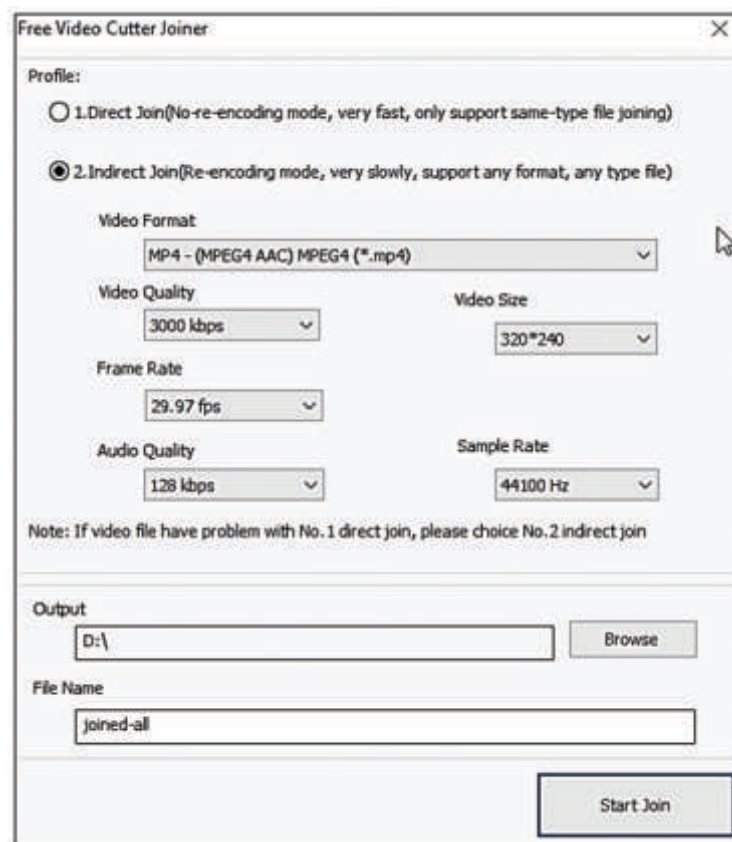 Free Video Cutter Joiner
Profile:
1.Direct Join(No-re-encoding mode, very fast, only support same-type file joining)
2.Indirect Join(Re-encoding mode, very slowly, support any format, any type file)
Video Format
MP4 - (MPEG4 AAC) MPEG4 (*.mp4)
Video Quality
Video Size
3000 kbps
320*240
Frame Rate
29.97 fps
Audio Quality
Sample Rate
128 kbps
44100 Hz
Note: If video file have problem with No.1 direct join, please choice No.2 indirect join
Output
D:\
Browse
File Name
joined-all
Start Join